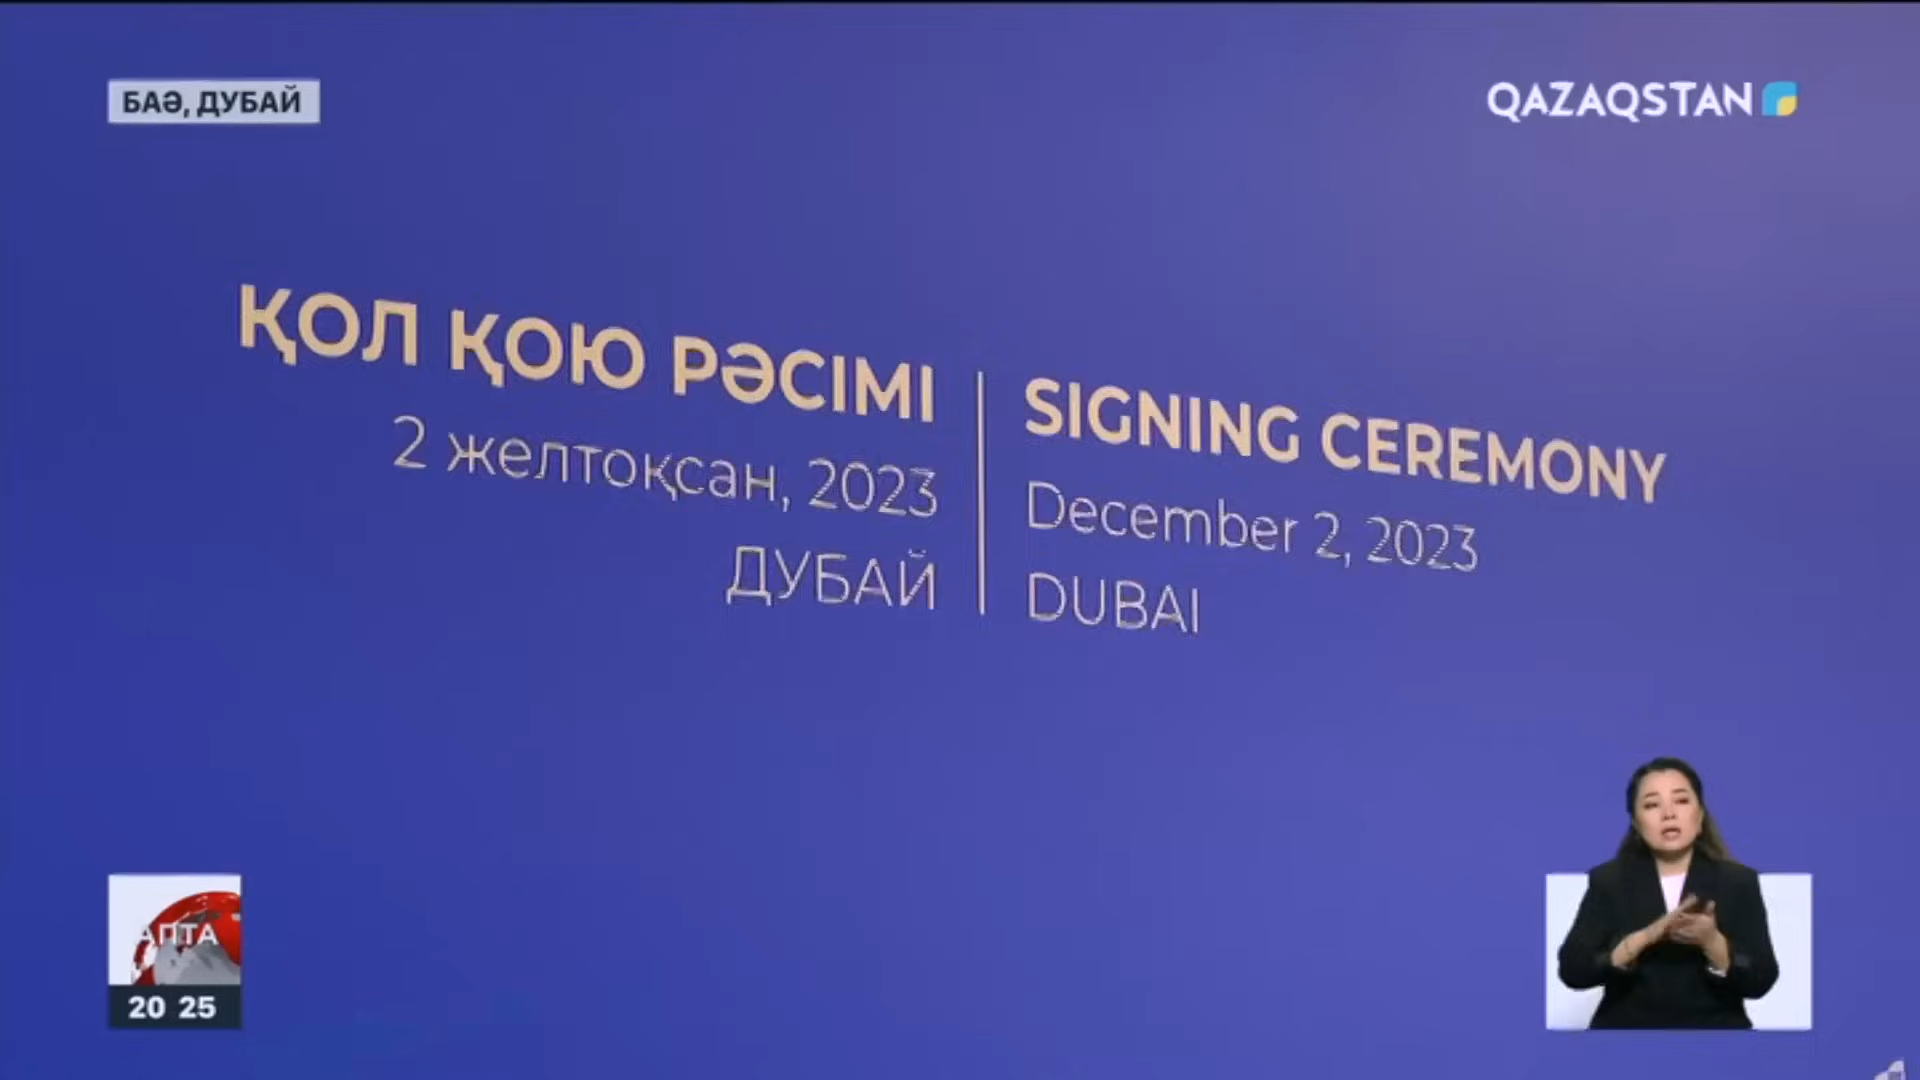 БАӘ, ДУБАЙ
QAZAQSTAN
ҚОЛ ҚОЮ РӘСІМІ
2 желтоқсан, 2023
ДУБАЙ
SIGNING CEREMONY
December 2, 2023
DUBAI
АПТА
20 25